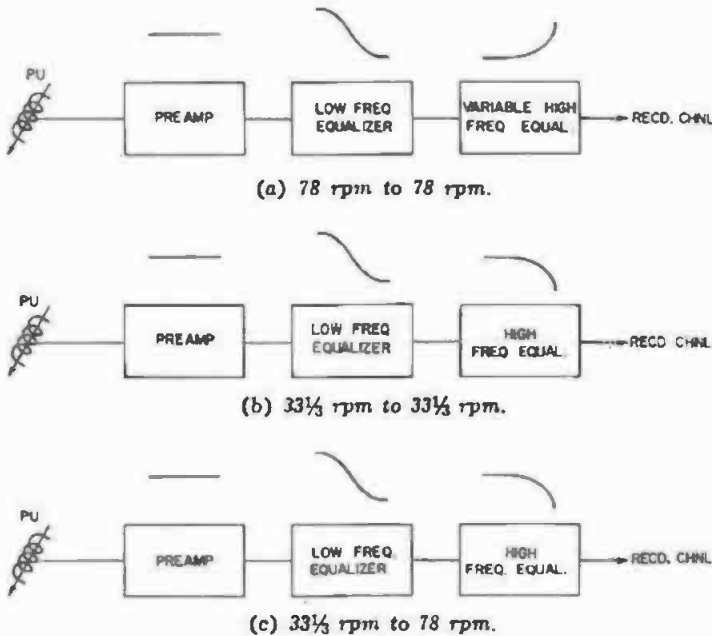 PU
PREAMP
LOW FREQ
EQUALIZER
VARIABLE HIGH
FREQ EQUAL
RECD. CHNL
(a) 78 rpm to 78 rpm.
PU
PREAMP
LOW FREQ
EQUALIZER
HIGH
FREQ EQUAL.
RECD CHNL
(b) 33⅓ rpm to 33⅓ rpm.
PU
PREAMP
LOW FREQ.
EQUALIZER
HIGH
FREQ. EQUAL.
RECD. CHNL
(c) 33⅓ rpm to 78 rpm.